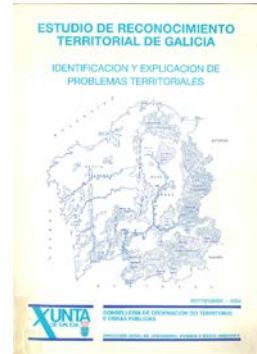 ESTUDIO DE RECONOCIMIENTO
TERRITORIAL DE GALICIA
IDENTIFICACION Y EXPLICACION DE
PROBLEMAS TERRITORIALES
XUNTA
DE GALICIA
CONSELLERIA DE ORDENACION DO TERRITORIO
E OBRAS PUBLICAS